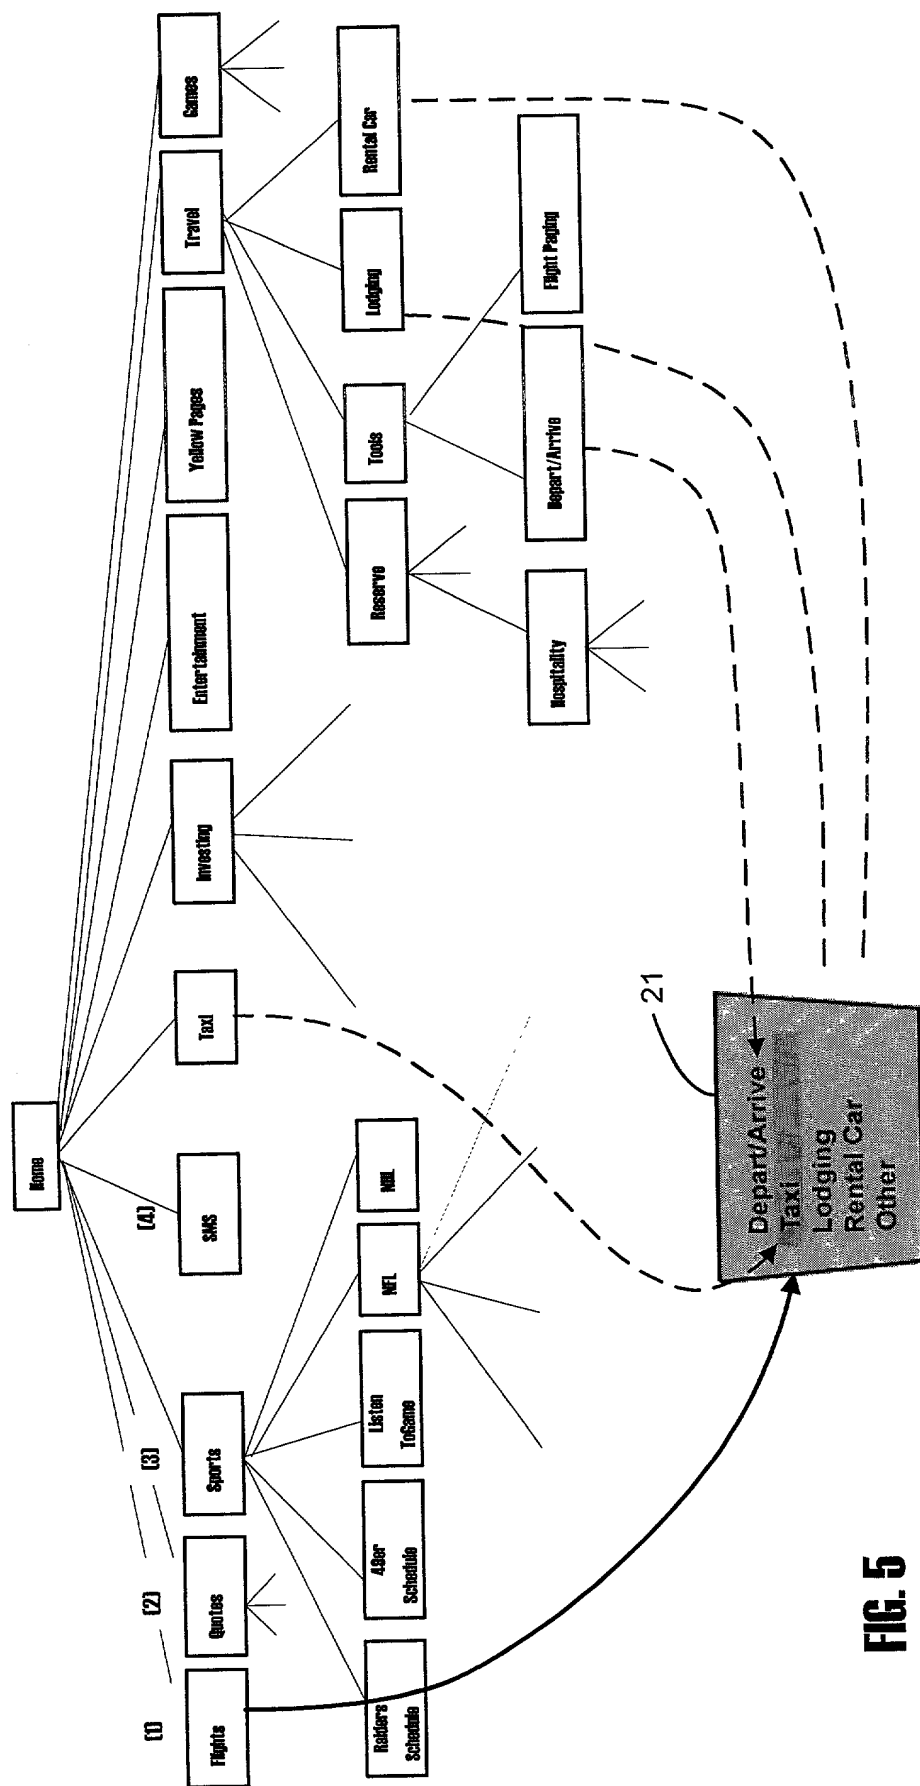 Home
(1)
(2)
(3)
(4)
Flights
Quotes
Sports
SMS
Taxi
Investing
Entertainment
Yellow Pages
Travel
Games
Raiders
Schedule
49er
Schedule
Listen
ToGame
NFL
NBL
Reserve
Tools
Lodging
Rental Car
Hospitality
Depart/Arrive
Flight Paging
21
Depart/Arrive
Taxi
Lodging
Rental Car
Other
FIG. 5